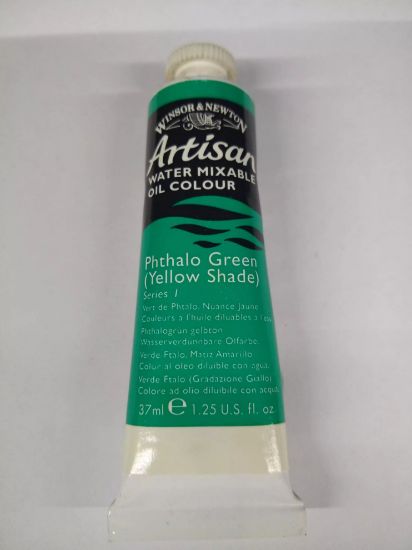 WINSOR & NEWTON
Artisan
WATER MIXABLE
OIL COLOUR
Phthalo Green
(Yellow Shade)
Series 1
Vert de Phtalo, Nuance Jaune
Couleurs à l'huile diluables à l'eau
Phthalogrün gelbton
Wasserverdünnbare Ölfarbe.
Verde Ftalo, Matiz Amarillo
Color al óleo diluible con agua.
Verde Ftalo (Gradazione Giallo)
Colore ad olio diluibile con acqua.
37ml e 1.25 U.S. fl. oz